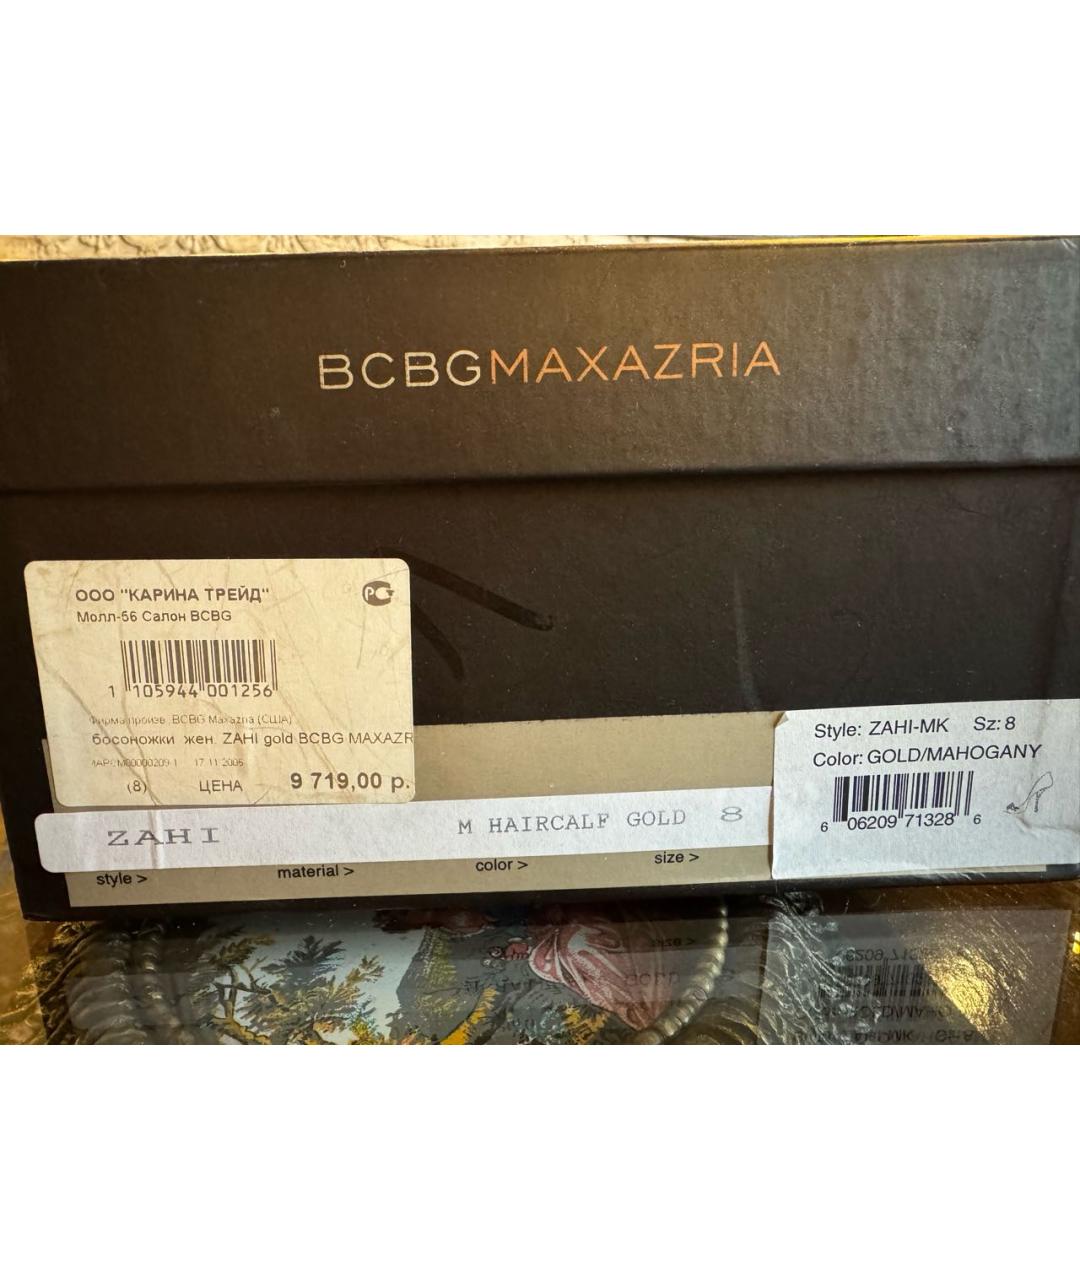 BCBGMAXAZRIA
ООО "КАРИНА ТРЕЙД"
Молл-56 Салон BCBG
1 105944 001256
Фирма произв. BCBG Maxazria (США)
босоножки жен. ZAHI gold BCBG MAXAZR
17.11.2005
(8) ЦЕНА 9 719,00 р.
Style: ZAHI-MK Sz: 8
Color: GOLD/MAHOGANY
6 06209 71328 6
ZAHI M HAIRCALF GOLD 8
style > material > color > size >